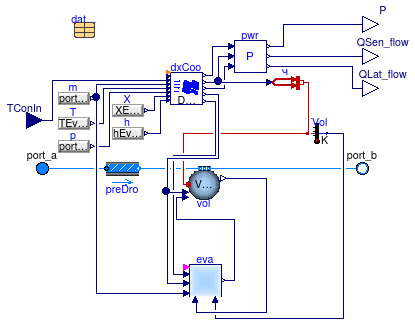 P
dat
pwr
QSen_flow
P
dxCoo
QLat_flow
m
port...
X
D...
TConIn
T
XE...
Vol
TEv...
h
K
p
hEv...
port...
port_a
port_b
preDro
V...
vol
eva